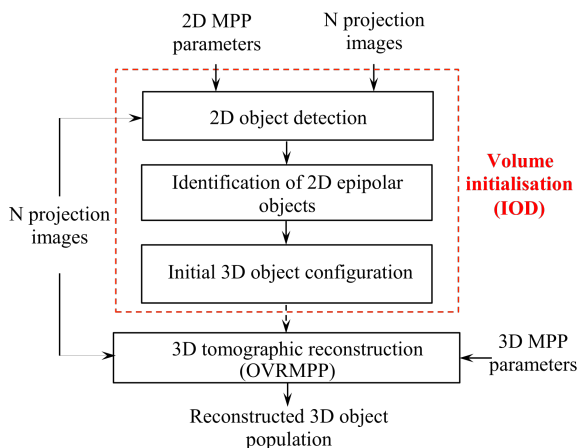 2D MPP
parameters
N projection
images
2D object detection
Identification of 2D epipolar
objects
Volume
initialisation
(IOD)
N projection
images
Initial 3D object configuration
3D tomographic reconstruction
(OVRMPP)
3D MPP
parameters
Reconstructed 3D object
population